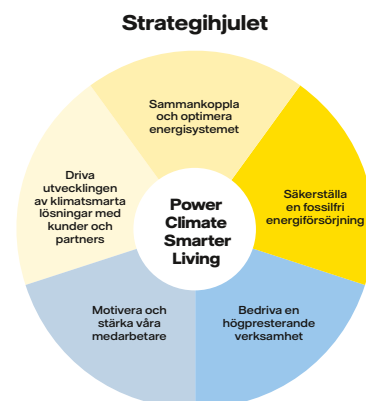 Strategihjulet
Sammankoppla
och optimera
energisystemet
Säkerställa
en fossilfri
energiförsörjning
Bedriva en
högpresterande
verksamhet
Motivera och
stärka våra
medarbetare
Driva
utvecklingen
av klimatsmarta
lösningar med
kunder och
partners
Power
Climate
Smarter
Living